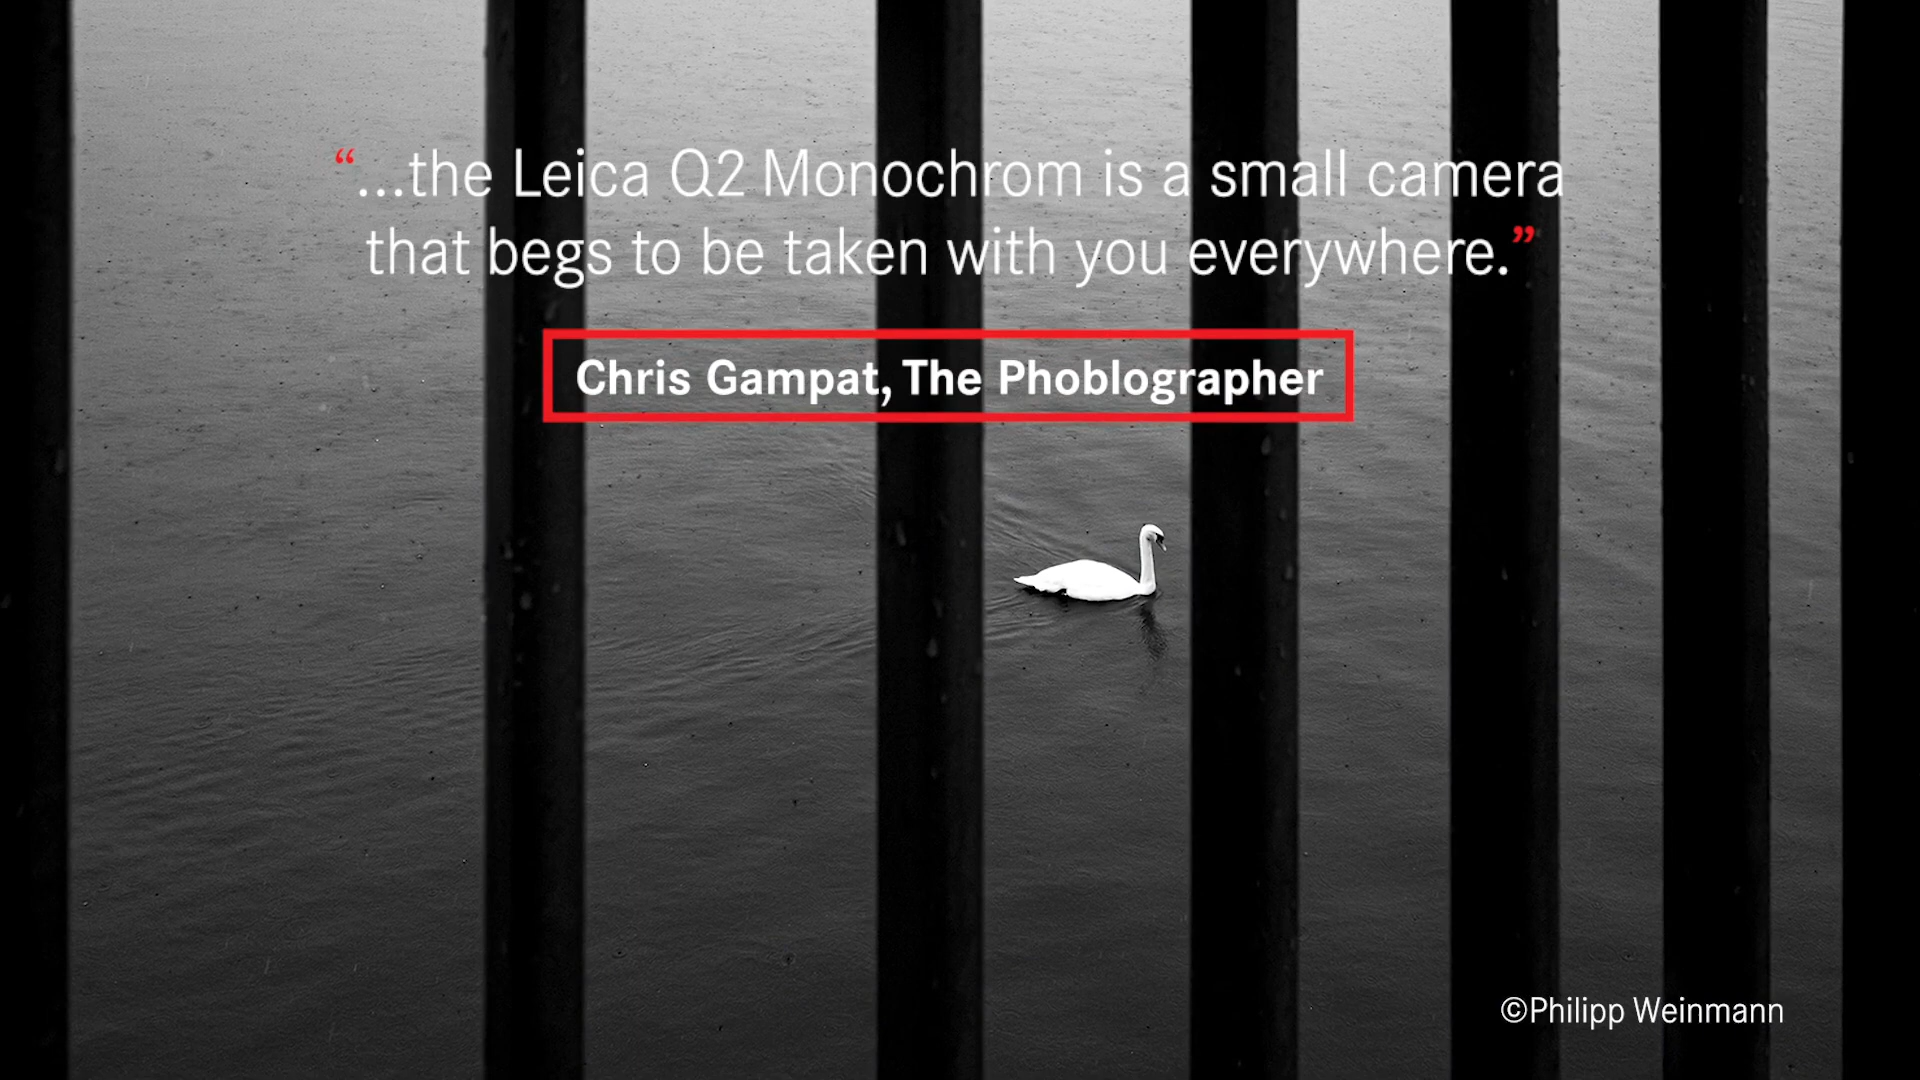 “...the Leica Q2 Monochrom is a small camera
that begs to be taken with you everywhere.”
Chris Gampat, The Phoblographer
©Philipp Weinmann